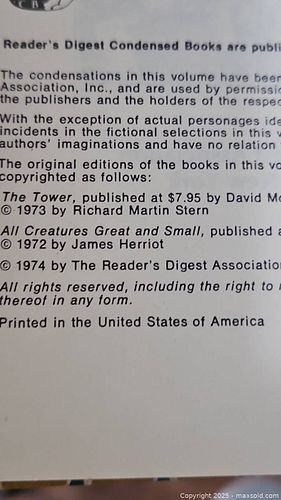 C B
Reader's Digest Condensed Books are publi
The condensations in this volume have been
Association, Inc., and are used by permissio
the publishers and the holders of the respec
With the exception of actual personages ide
incidents in the fictional selections in this v
authors' imaginations and have no relation
The original editions of the books in this vo
copyrighted as follows:
The Tower, published at $7.95 by David Mc
© 1973 by Richard Martin Stern
All Creatures Great and Small, published a
© 1972 by James Herriot
© 1974 by The Reader's Digest Associatio
All rights reserved, including the right to
thereof in any form.
Printed in the United States of America
Copyright 2025 - maxsold.com